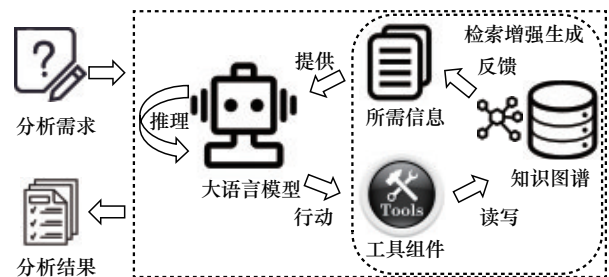 检索增强生成
提供
反馈
推理
分析需求
所需信息
大语言模型
知识图谱
行动
Tools
读写
工具组件
分析结果
?